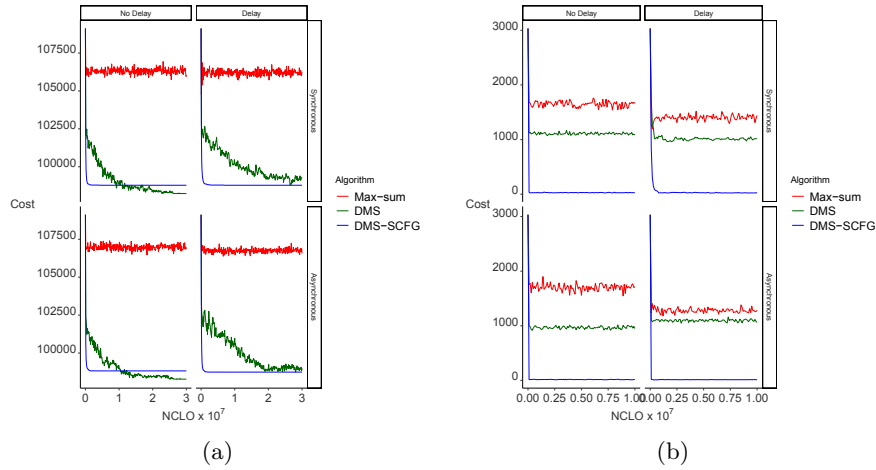 No Delay
Delay
107500
105000
102500
100000
Synchronous
Cost
107500
105000
102500
100000
Asynchronous
0
1
2
3
0
1
2
3
NCLO x 10^7
Algorithm
Max-sum
DMS
DMS-SCFG
(a)
No Delay
Delay
3000
2000
1000
0
Synchronous
Cost
3000
2000
1000
0
Asynchronous
0.00
0.25
0.50
0.75
1.00
0.00
0.25
0.50
0.75
1.00
NCLO x 10^7
Algorithm
Max-sum
DMS
DMS-SCFG
(b)